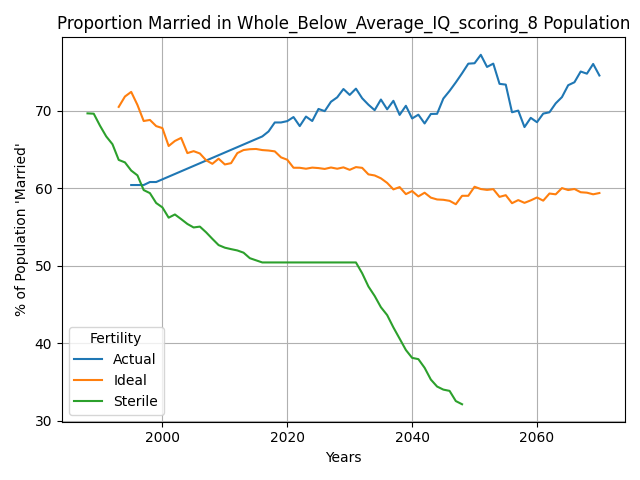 Proportion Married in Whole_Below_Average_IQ_scoring_8 Population
% of Population 'Married'
70
60
50
40
30
Fertility
Actual
Ideal
Sterile
2000
2020
2040
2060
Years